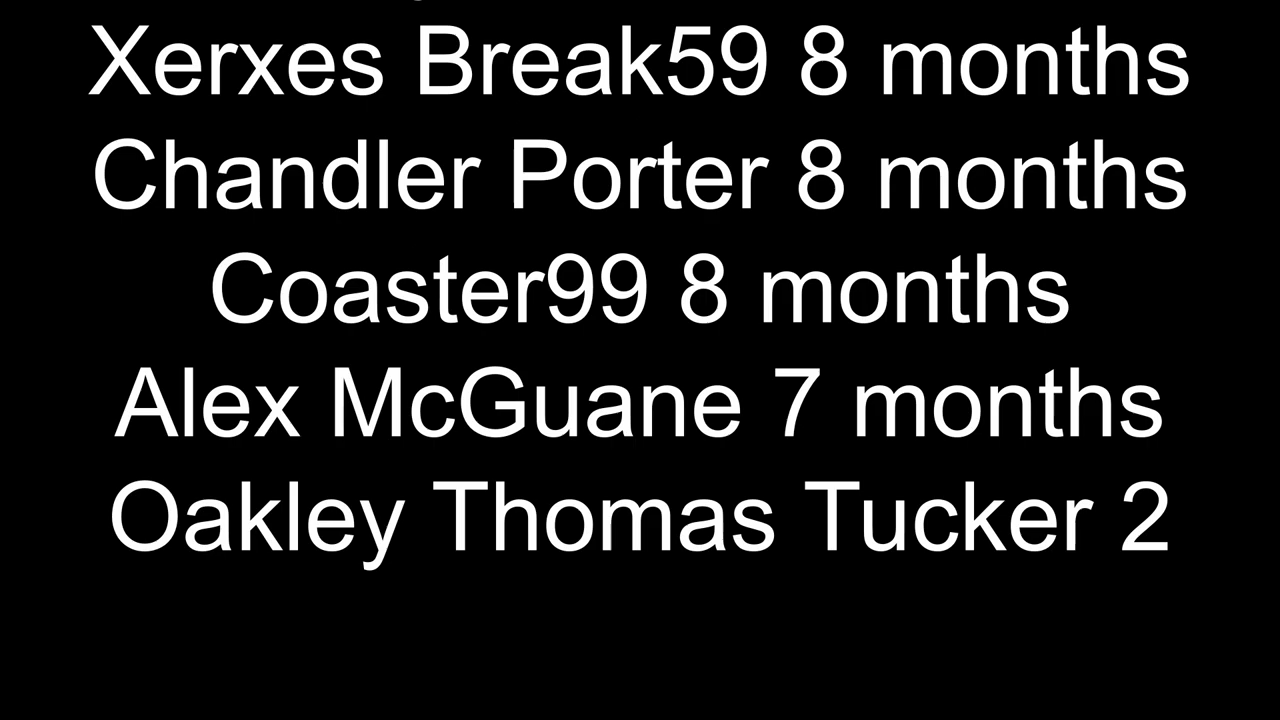 Xerxes Break59 8 months
Chandler Porter 8 months
Coaster99 8 months
Alex McGuane 7 months
Oakley Thomas Tucker 2